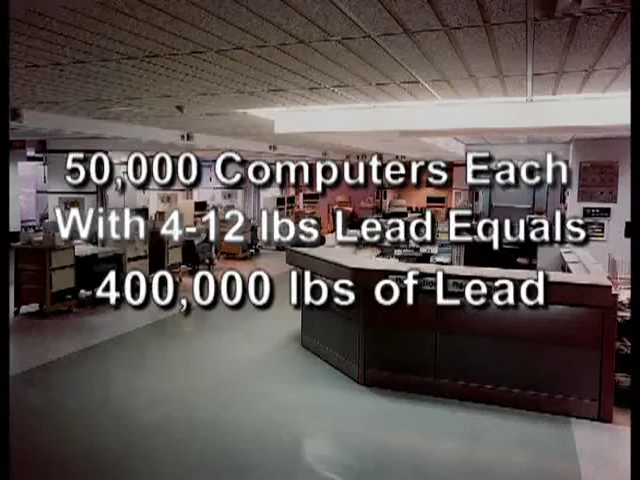 50,000 Computers Each
With 4-12 lbs Lead Equals
400,000 lbs of Lead